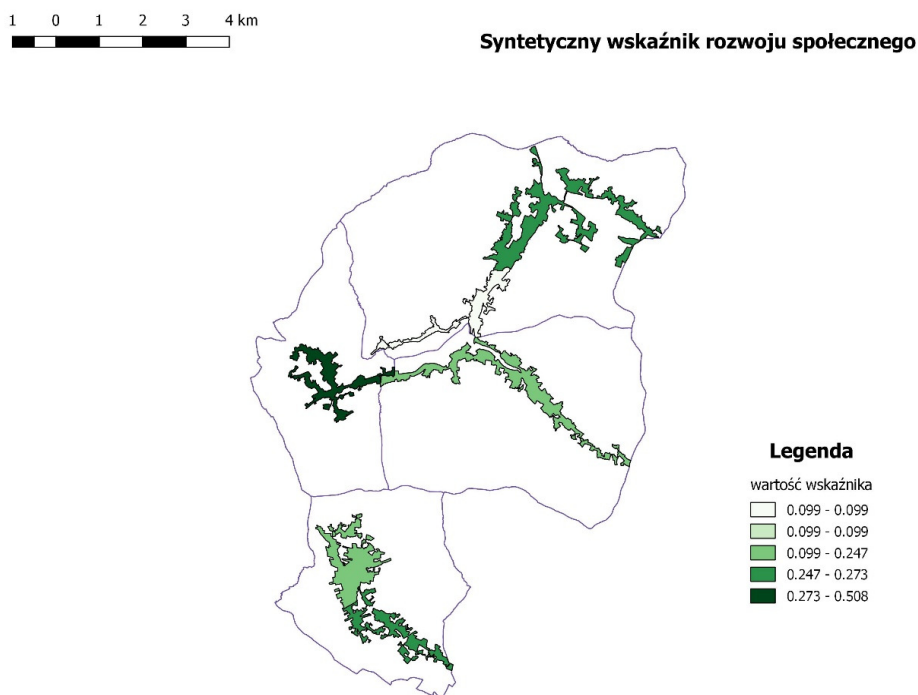 1 0 1 2 3 4 km
Syntetyczny wskaźnik rozwoju społecznego
Legenda
wartość wskaźnika
0.099 - 0.099
0.099 - 0.099
0.099 - 0.247
0.247 - 0.273
0.273 - 0.508